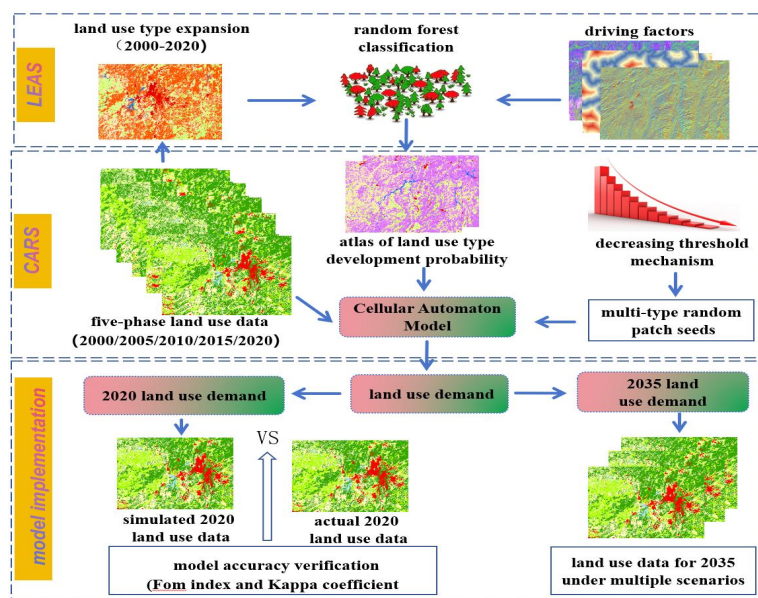 LEAS
land use type expansion
(2000-2020)
random forest
classification
driving factors
CARS
five-phase land use data
(2000/2005/2010/2015/2020)
atlas of land use type
development probability
decreasing threshold
mechanism
Cellular Automaton
Model
multi-type random
patch seeds
model implementation
2020 land use demand
land use demand
2035 land
use demand
VS
simulated 2020
land use data
actual 2020
land use data
model accuracy verification
(Fom index and Kappa coefficient
land use data for 2035
under multiple scenarios